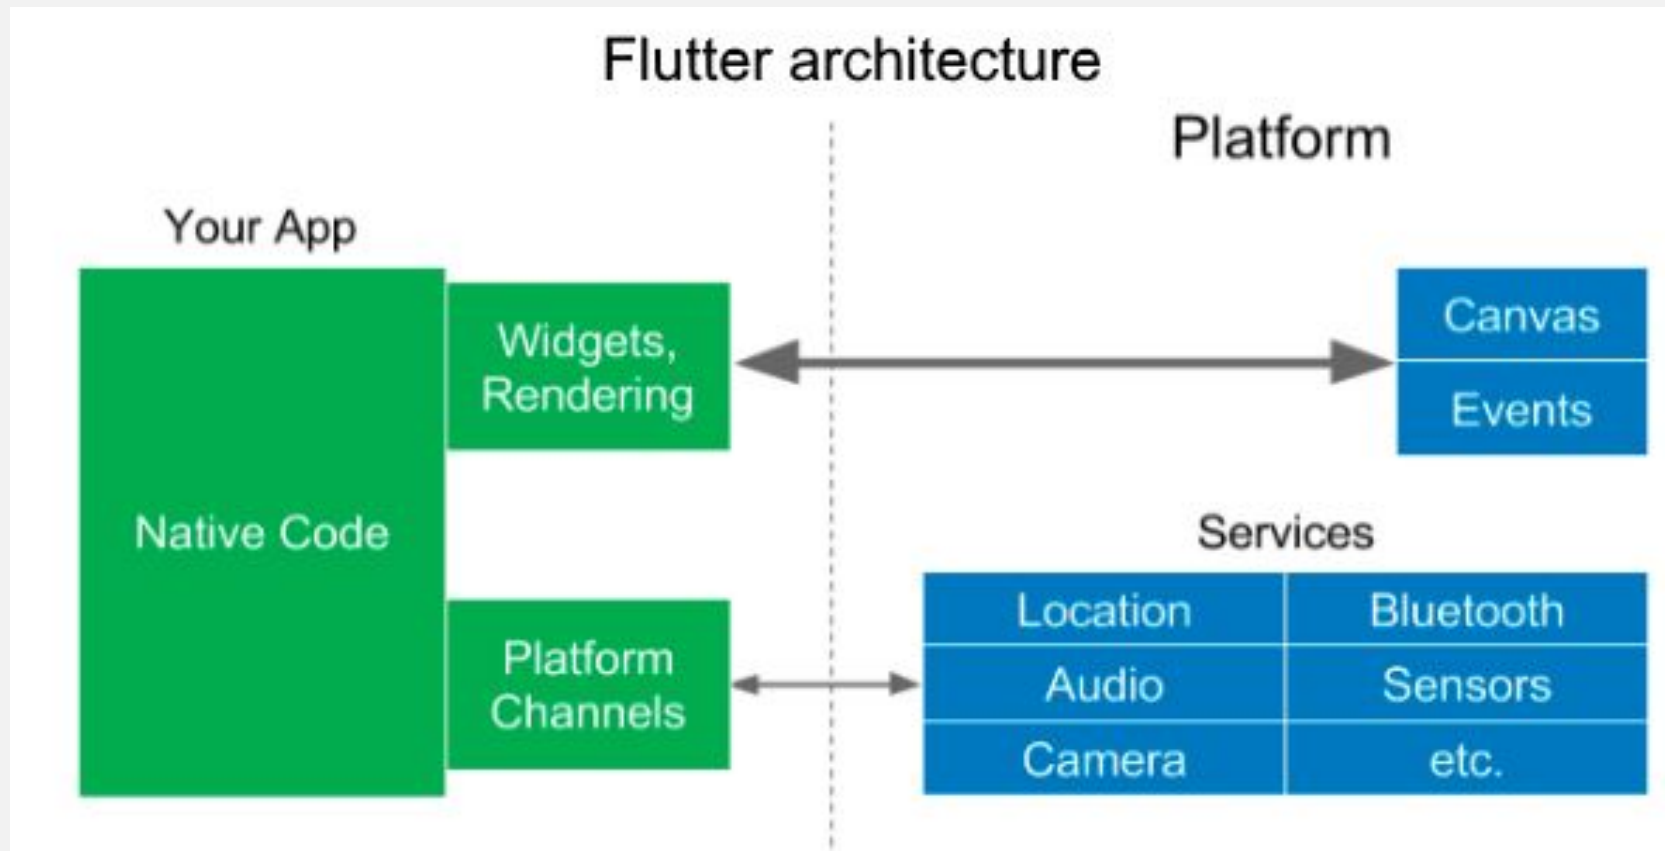 Flutter architecture
Platform
Your App
Native Code
Widgets,
Rendering
Platform
Channels
Canvas
Events
Services
Location
Bluetooth
Audio
Sensors
Camera
etc.